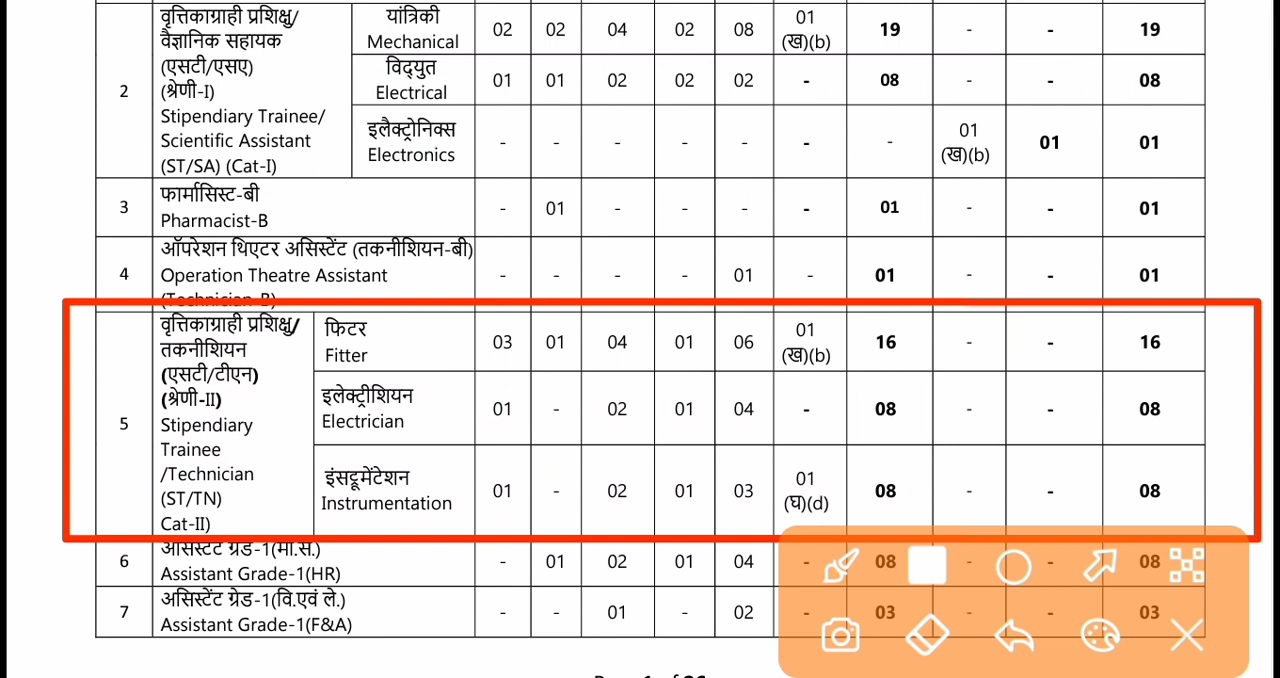 2
वृत्तिकाग्राही प्रशिक्षु/
वैज्ञानिक सहायक
(एसटी/एसए)
(श्रेणी-I)
Stipendiary Trainee/
Scientific Assistant
(ST/SA) (Cat-I)
यांत्रिकी
Mechanical
02 02 04 02 08 01 (ख)(b) 19 - - 19
विद्युत
Electrical
01 01 02 02 02 - 08 - - 08
इलैक्ट्रोनिक्स
Electronics
- - - - - - - 01 (ख)(b) 01 01
3
फार्मासिस्ट-बी
Pharmacist-B
- 01 - - - - 01 - - 01
4
ऑपरेशन थिएटर असिस्टेंट (तकनीशियन-बी)
Operation Theatre Assistant
(Technician-B)
- - - - 01 - 01 - - 01
5
वृत्तिकाग्राही प्रशिक्षु/
तकनीशियन
(एसटी/टीएन)
(श्रेणी-II)
Stipendiary
Trainee
/Technician
(ST/TN)
Cat-II)
फिटर
Fitter
03 01 04 01 06 01 (ख)(b) 16 - - 16
इलेक्ट्रीशियन
Electrician
01 - 02 01 04 - 08 - - 08
इंसट्रूमेंटेशन
Instrumentation
01 - 02 01 03 01 (घ)(d) 08 - - 08
6
असिस्टेंट ग्रेड-1(मा.सं.)
Assistant Grade-1(HR)
- 01 02 01 04 - 08 - - 08
7
असिस्टेंट ग्रेड-1(वि.एवं ले.)
Assistant Grade-1(F&A)
- - 01 - 02 - 03 - - 03